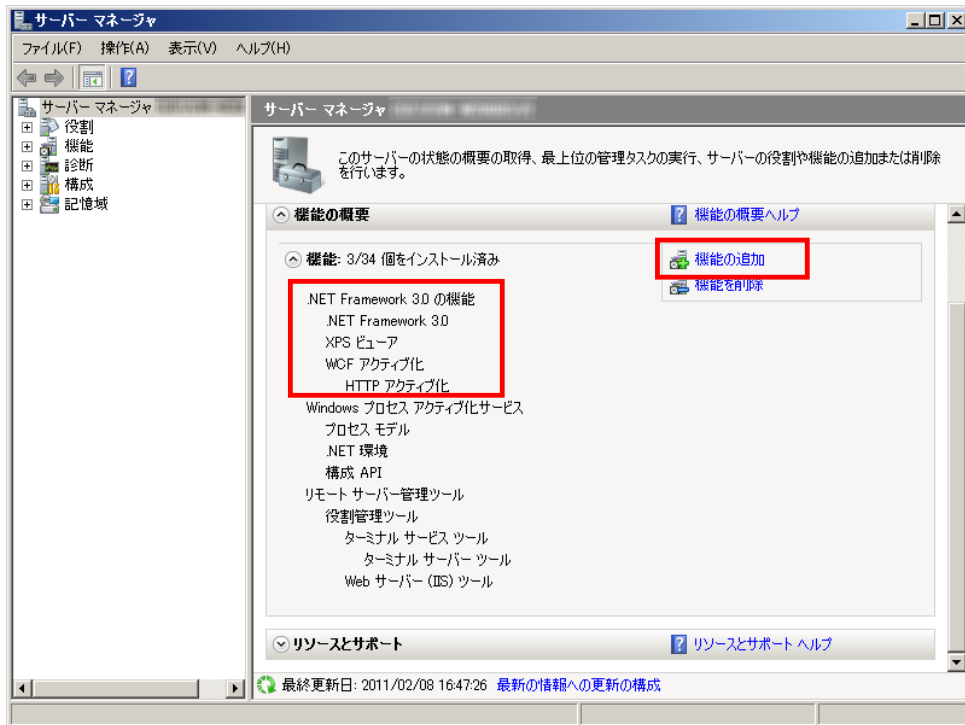 サーバー マネージャ
ファイル(F) 操作(A) 表示(V) ヘルプ(H)
サーバー マネージャ
役割
機能
診断
構成
記憶域
サーバー マネージャ
このサーバーの状態の概要の取得、最上位の管理タスクの実行、サーバーの役割や機能の追加または削除
を行います。
機能の概要
機能の概要ヘルプ
機能: 3/34 個をインストール済み
機能の追加
機能を削除
.NET Framework 3.0 の機能
.NET Framework 3.0
XPS ビューア
WCF アクティブ化
HTTP アクティブ化
Windows プロセス アクティブ化サービス
プロセス モデル
.NET 環境
構成 API
リモート サーバー管理ツール
役割管理ツール
ターミナル サービス ツール
ターミナル サーバー ツール
Web サーバー (IIS) ツール
リソースとサポート
リソースとサポート ヘルプ
最終更新日: 2011/02/08 16:47:26 最新の情報への更新の構成